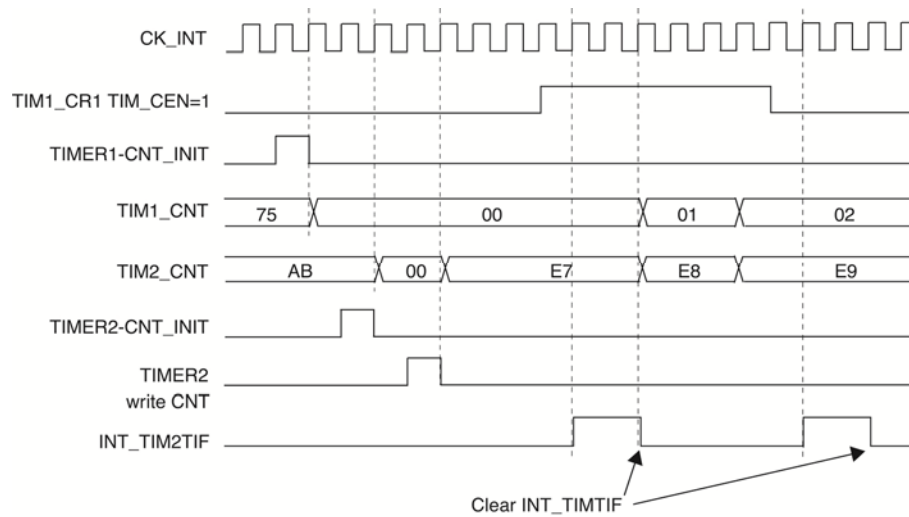 CK_INT
TIM1_CR1 TIM_CEN=1
TIMER1-CNT_INIT
TIM1_CNT 75 00 01 02
TIM2_CNT AB 00 E7 E8 E9
TIMER2-CNT_INIT
TIMER2
write CNT
INT_TIM2TIF
Clear INT_TIMTIF